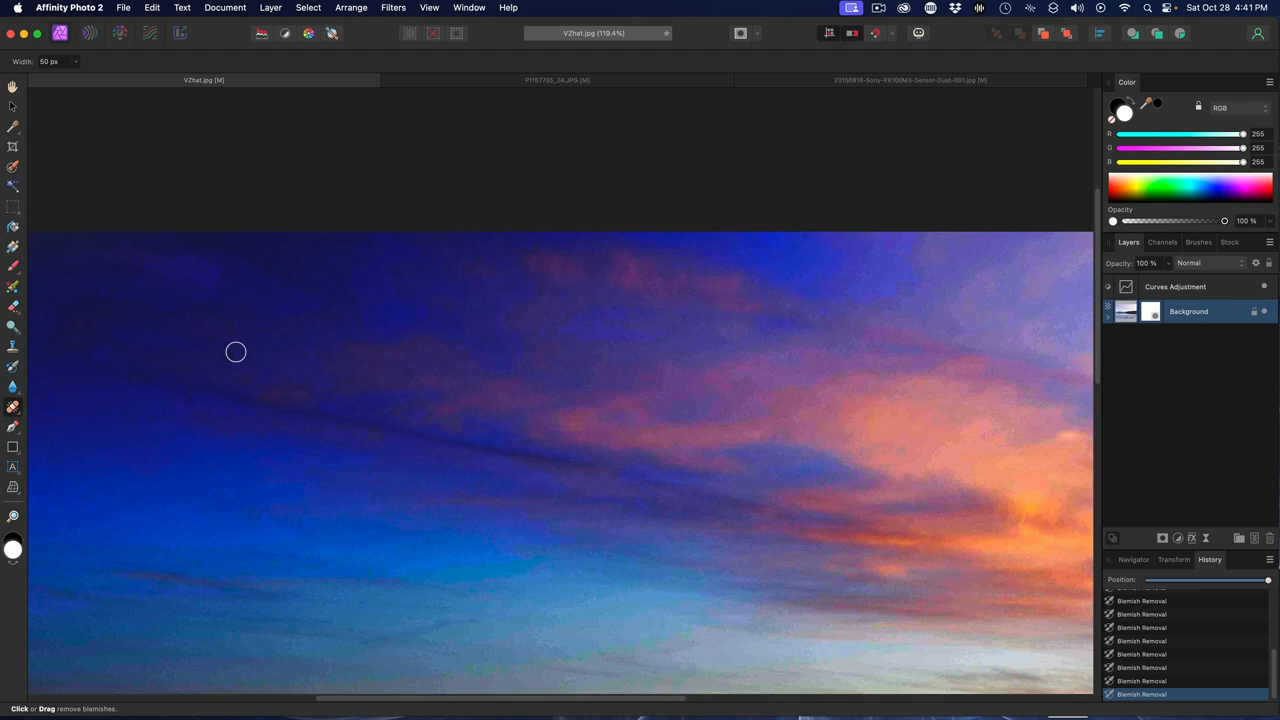 Affinity Photo 2 File Edit Text Document Layer Select Arrange Filters View Window Help Sat Oct 28 4:41 PM
VZhat.jpg (119.4%)
Width: 50 px
VZhat.jpg [M] P1157735_24.JPG [M] 20150816-Sony-RX100M3-Sensor-Dust-001.jpg [M]
Color
RGB
R 255
G 255
B 255
Opacity
100 %
Layers Channels Brushes Stock
Opacity: 100 % Normal
Curves Adjustment
Background
Navigator Transform History
Position:
Blemish Removal
Blemish Removal
Blemish Removal
Blemish Removal
Blemish Removal
Blemish Removal
Blemish Removal
Blemish Removal
Click or Drag remove blemishes.